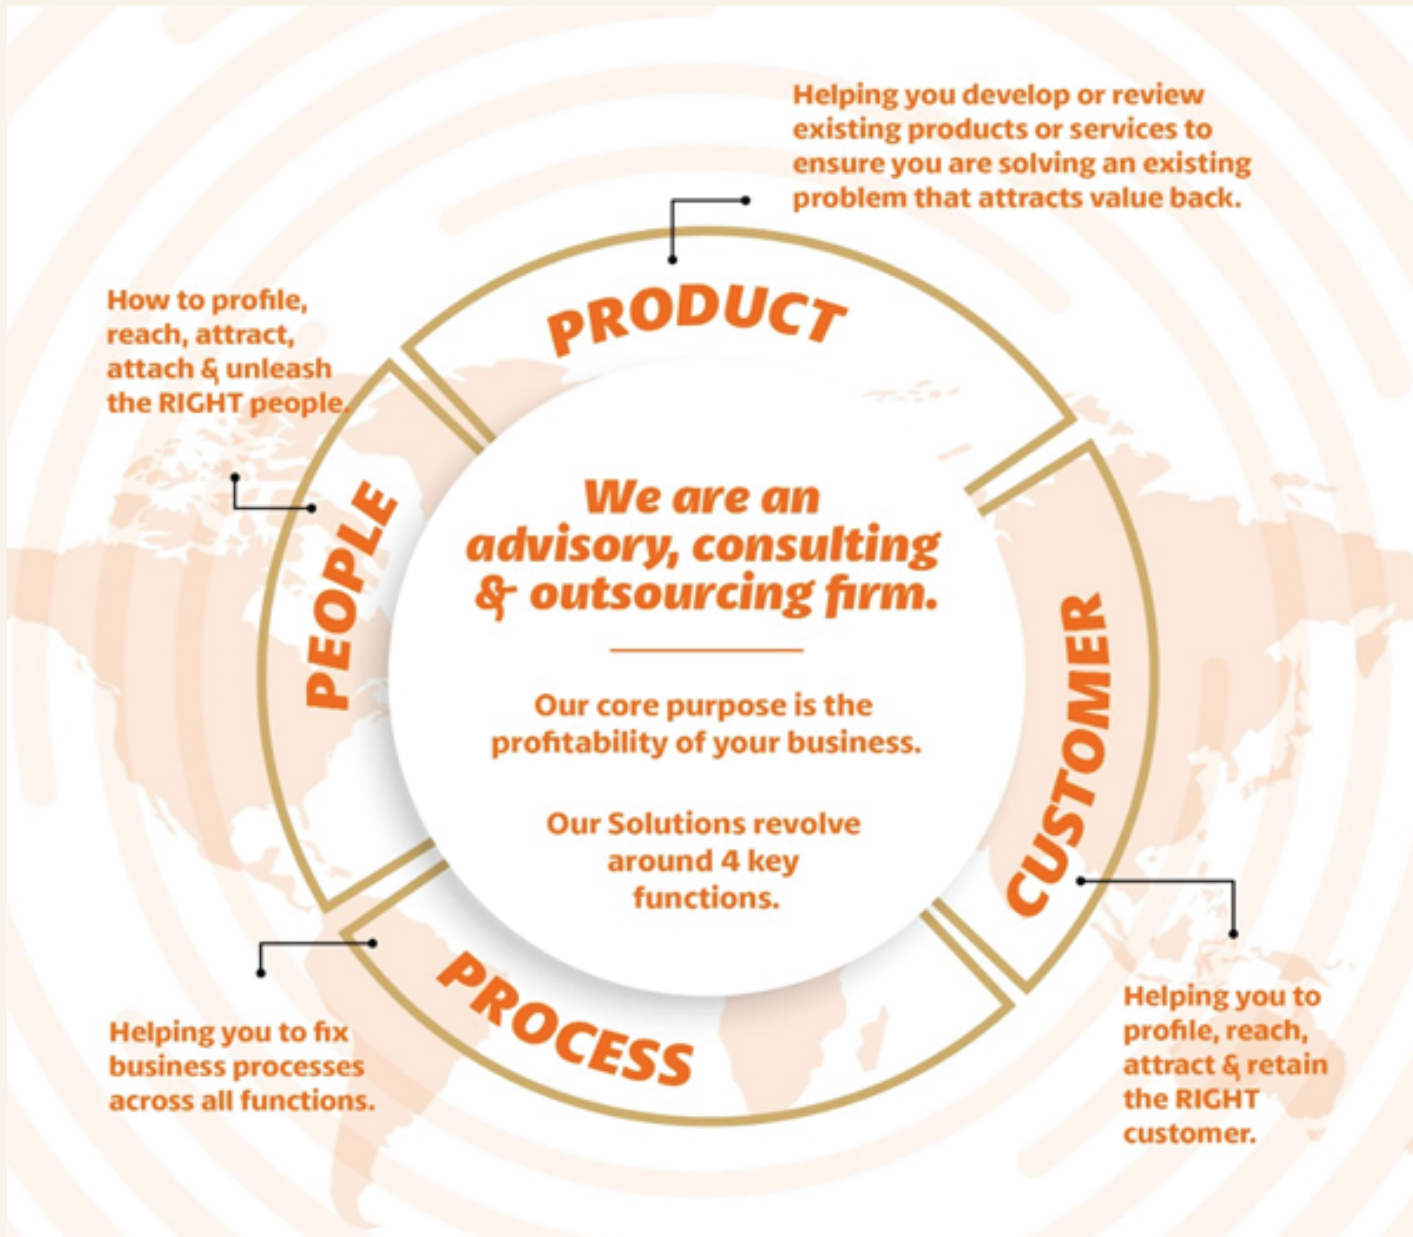 Helping you develop or review
existing products or services to
ensure you are solving an existing
problem that attracts value back.
PRODUCT
How to profile,
reach, attract,
attach & unleash
the RIGHT people.
PEOPLE
We are an
advisory, consulting
& outsourcing firm.
Our core purpose is the
profitability of your business.
Our Solutions revolve
around 4 key
functions.
CUSTOMER
Helping you to
profile, reach,
attract & retain
the RIGHT
customer.
PROCESS
Helping you to fix
business processes
across all functions.